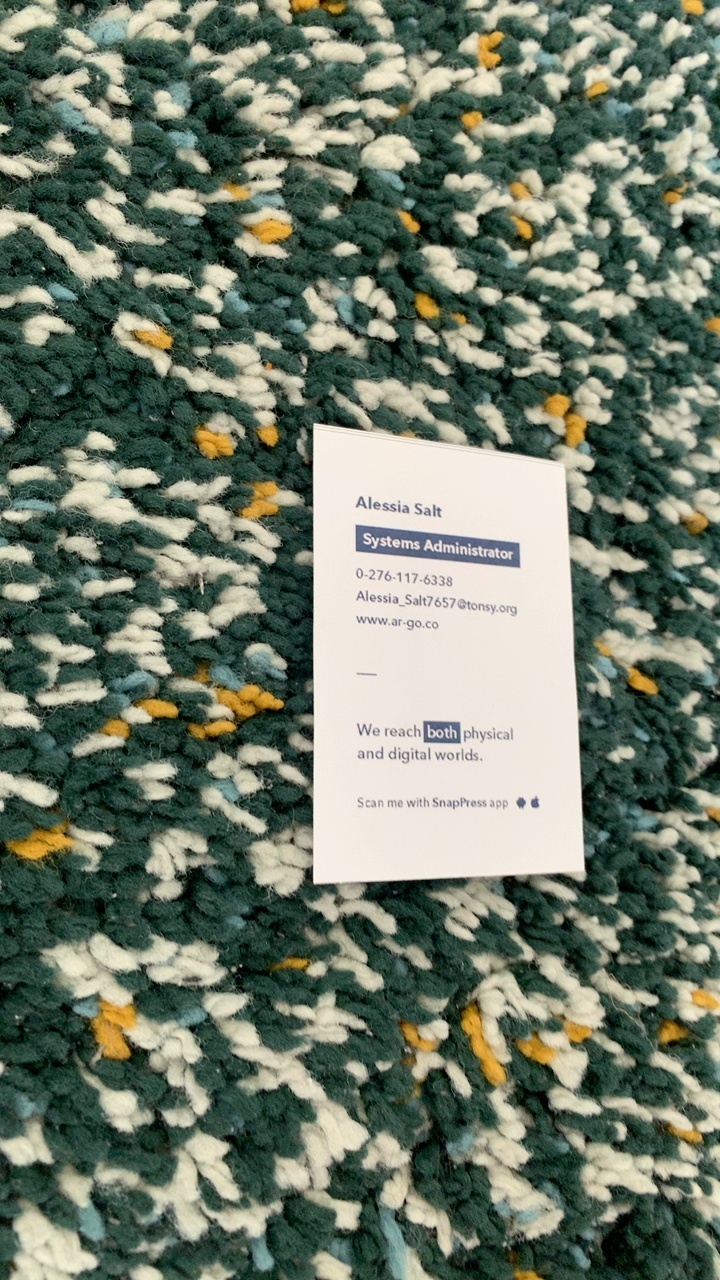 Alessia Salt
Systems Administrator
0-276-117-6338
Alessia_Salt7657@tonsy.org
www.ar-go.co
We reach both physical
and digital worlds.
Scan me with SnapPress app